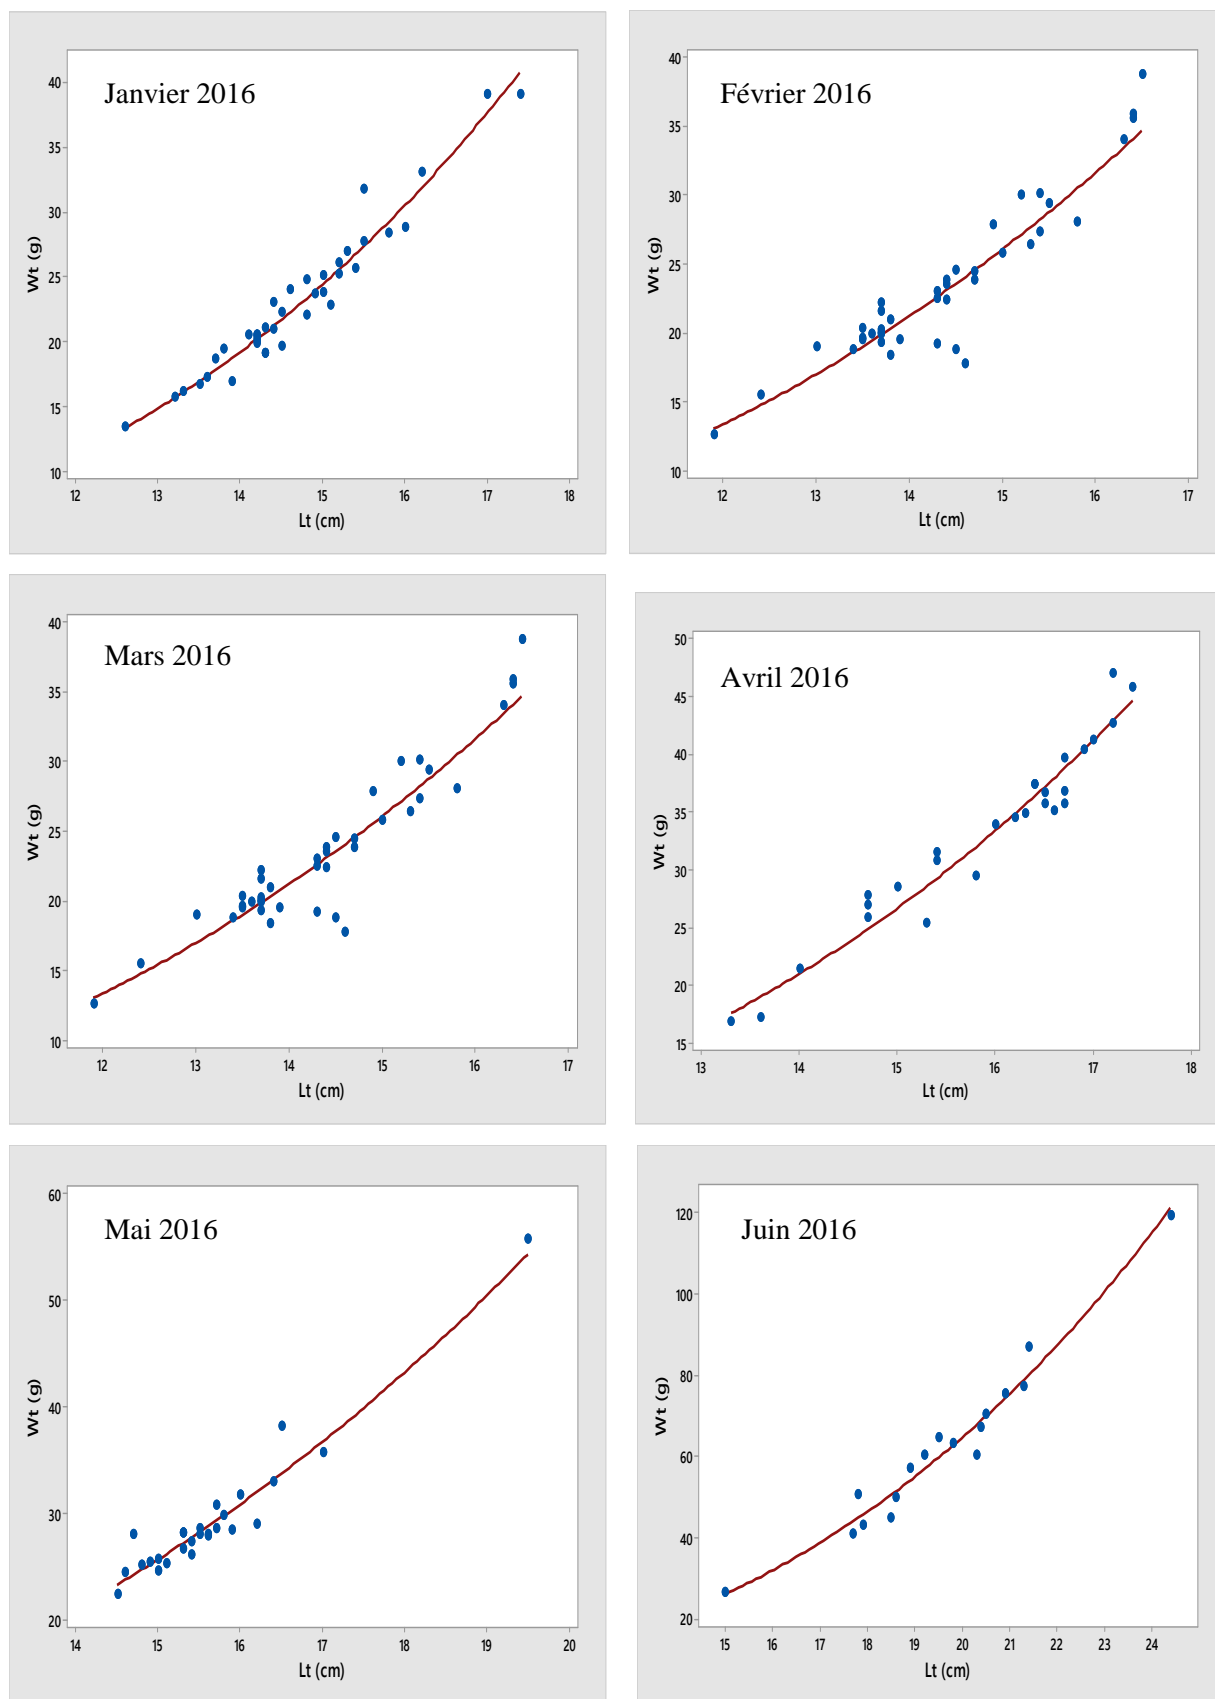 Janvier 2016
40
35
30
25
20
15
10
Wt (g)
12 13 14 15 16 17 18
Lt (cm)
Février 2016
40
35
30
25
20
15
10
Wt (g)
12 13 14 15 16 17
Lt (cm)
Mars 2016
40
35
30
25
20
15
10
Wt (g)
12 13 14 15 16 17
Lt (cm)
Avril 2016
50
45
40
35
30
25
20
15
Wt (g)
13 14 15 16 17 18
Lt (cm)
Mai 2016
60
50
40
30
20
Wt (g)
14 15 16 17 18 19 20
Lt (cm)
Juin 2016
120
100
80
60
40
20
Wt (g)
15 16 17 18 19 20 21 22 23 24
Lt (cm)